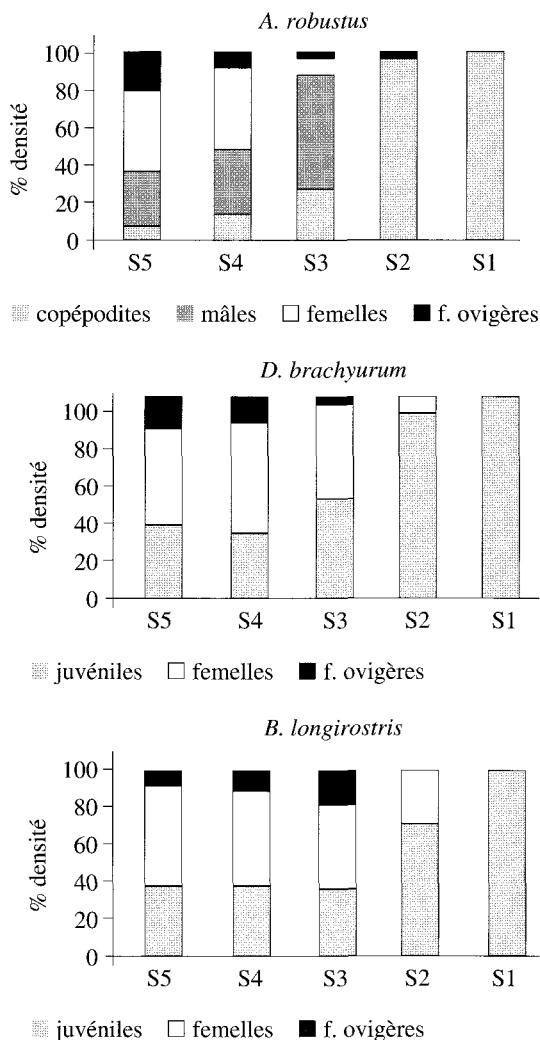 A. robustus
100
80
60
40
20
0
% densité
S5 S4 S3 S2 S1
copépodites mâles femelles f. ovigères
D. brachyurum
100
80
60
40
20
0
% densité
S5 S4 S3 S2 S1
juvéniles femelles f. ovigères
B. longirostris
100
80
60
40
20
0
% densité
S5 S4 S3 S2 S1
juvéniles femelles f. ovigères